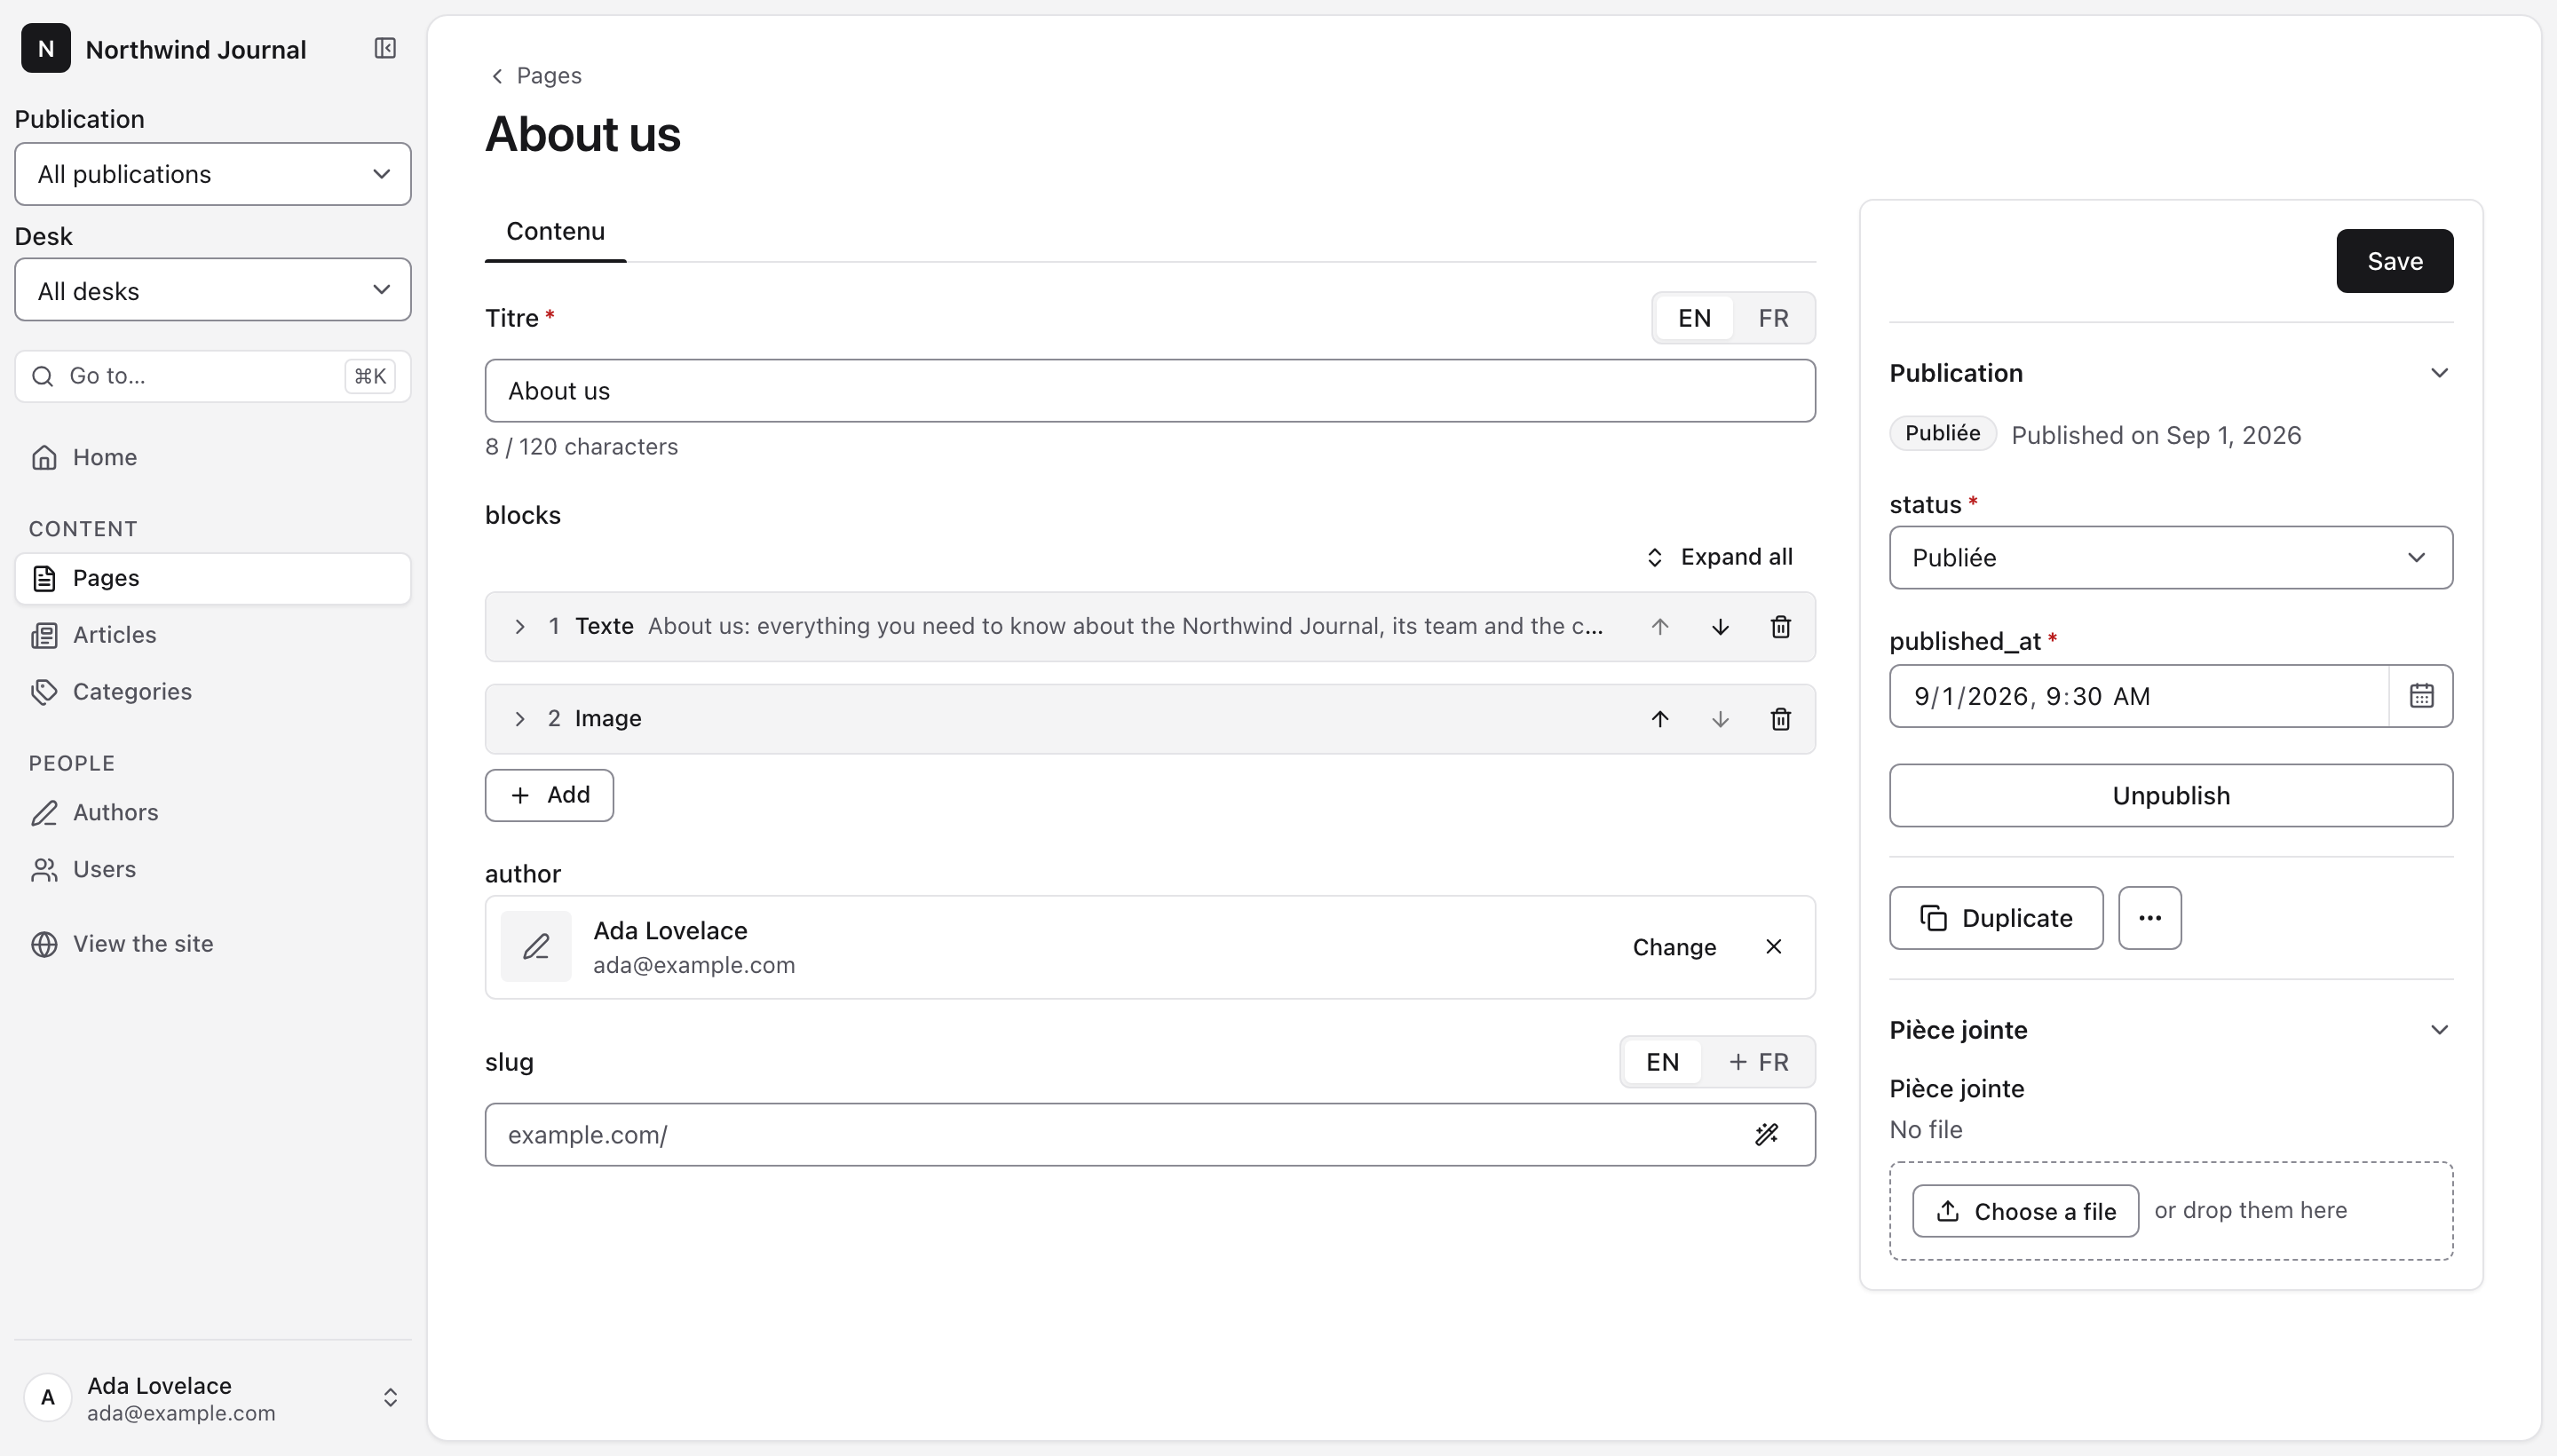 N Northwind Journal
Publication
All publications
Desk
All desks
Go to... ⌘K
Home
CONTENT
Pages
Articles
Categories
PEOPLE
Authors
Users
View the site
A
Ada Lovelace
ada@example.com
Pages
About us
Contenu
Titre * EN FR
About us
8 / 120 characters
blocks
Expand all
1 Texte About us: everything you need to know about the Northwind Journal, its team and the c...
2 Image
+ Add
author
Ada Lovelace
ada@example.com
Change
slug EN + FR
example.com/
Save
Publication
Publiée Published on Sep 1, 2026
status *
Publiée
published_at *
9/1/2026, 9:30 AM
Unpublish
Duplicate
Pièce jointe
Pièce jointe
No file
Choose a file or drop them here